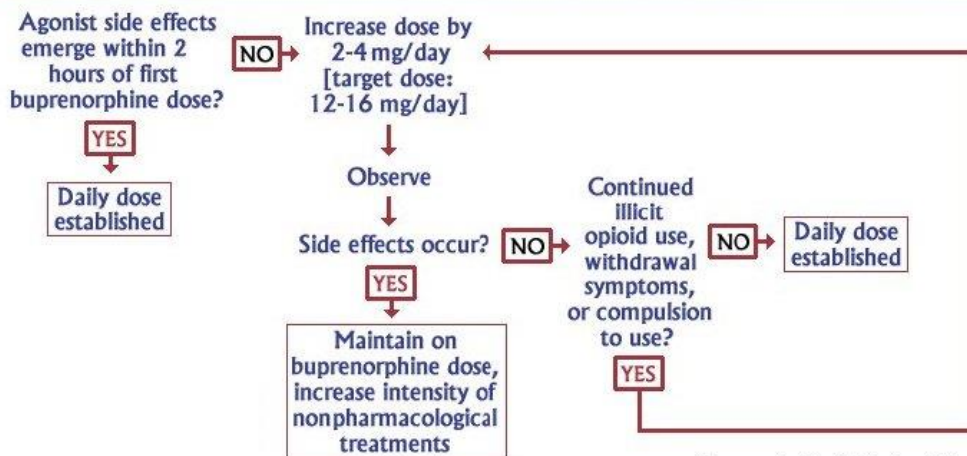 Agonist side effects
emerge within 2
hours of first
buprenorphine dose?
NO
Increase dose by
2-4 mg/day
[target dose:
12-16 mg/day]
YES
Daily dose
established
Observe
Side effects occur?
NO
Continued
illicit
opioid use,
withdrawal
symptoms,
or compulsion
to use?
NO
Daily dose
established
YES
Maintain on
buprenorphine dose,
increase intensity of
nonpharmacological
treatments
YES